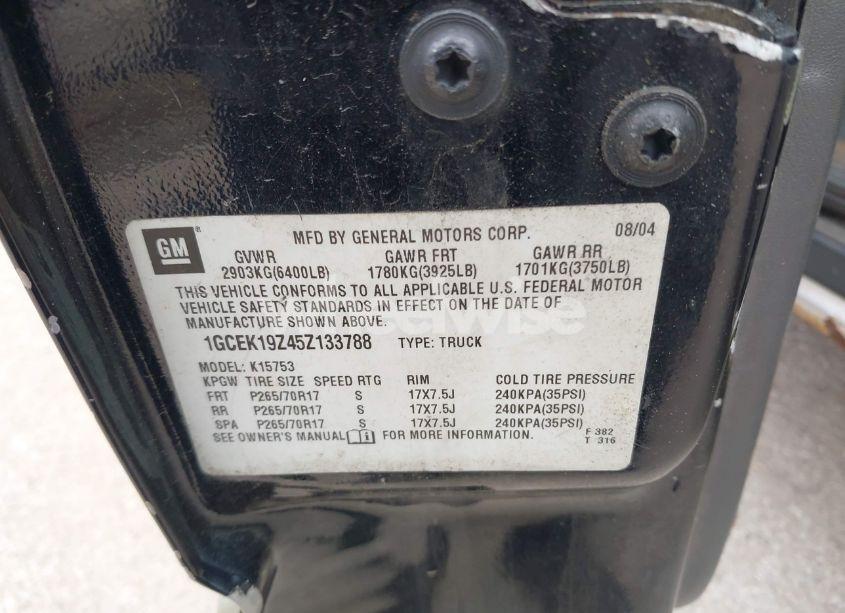 GM
®
MFD BY GENERAL MOTORS CORP. 08/04
GVWR GAWR FRT GAWR RR
2903KG(6400LB) 1780KG(3925LB) 1701KG(3750LB)
THIS VEHICLE CONFORMS TO ALL APPLICABLE U.S. FEDERAL MOTOR
VEHICLE SAFETY STANDARDS IN EFFECT ON THE DATE OF
MANUFACTURE SHOWN ABOVE.
1GCEK19Z45Z133788 TYPE: TRUCK
MODEL: K15753
KPGW TIRE SIZE SPEED RTG RIM COLD TIRE PRESSURE
FRT P265/70R17 S 17X7.5J 240KPA(35PSI)
RR P265/70R17 S 17X7.5J 240KPA(35PSI)
SPA P265/70R17 S 17X7.5J 240KPA(35PSI)
SEE OWNER'S MANUAL FOR MORE INFORMATION.
F 382
T 316